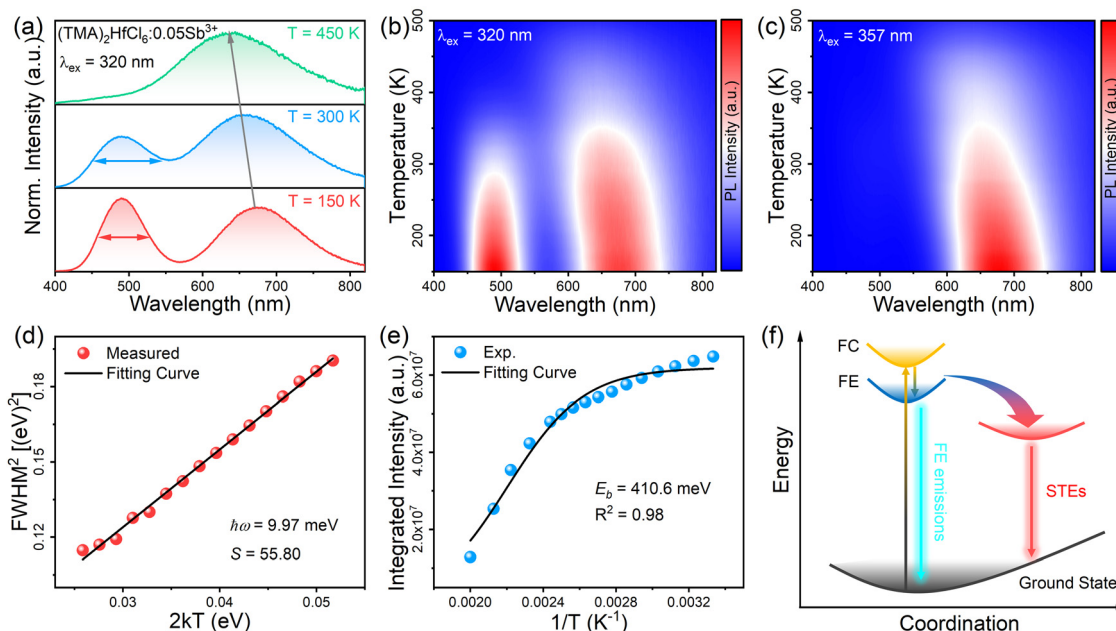 (a)
(TMA)₂HfCl₆:0.05Sb³⁺
T = 450 K
λex = 320 nm
T = 300 K
T = 150 K
Norm. Intensity (a.u.)
400 500 600 700 800
Wavelength (nm)
(b)
λex = 320 nm
500
400
300
200
Temperature (K)
400 500 600 700 800
Wavelength (nm)
PL Intensity (a.u.)
(c)
λex = 357 nm
500
400
300
200
Temperature (K)
400 500 600 700 800
Wavelength (nm)
PL Intensity (a.u.)
(d)
Measured
Fitting Curve
0.18
0.15
0.12
FWHM² [(eV)²]
ħω = 9.97 meV
S = 55.80
0.03 0.04 0.05
2kT (eV)
(e)
Exp.
Fitting Curve
6.0x10⁷
4.0x10⁷
2.0x10⁷
Integrated Intensity (a.u.)
E_b = 410.6 meV
R² = 0.98
0.0020 0.0024 0.0028 0.0032
1/T (K⁻¹)
(f)
FC
FE
Energy
FE emissions
STEs
Ground State
Coordination